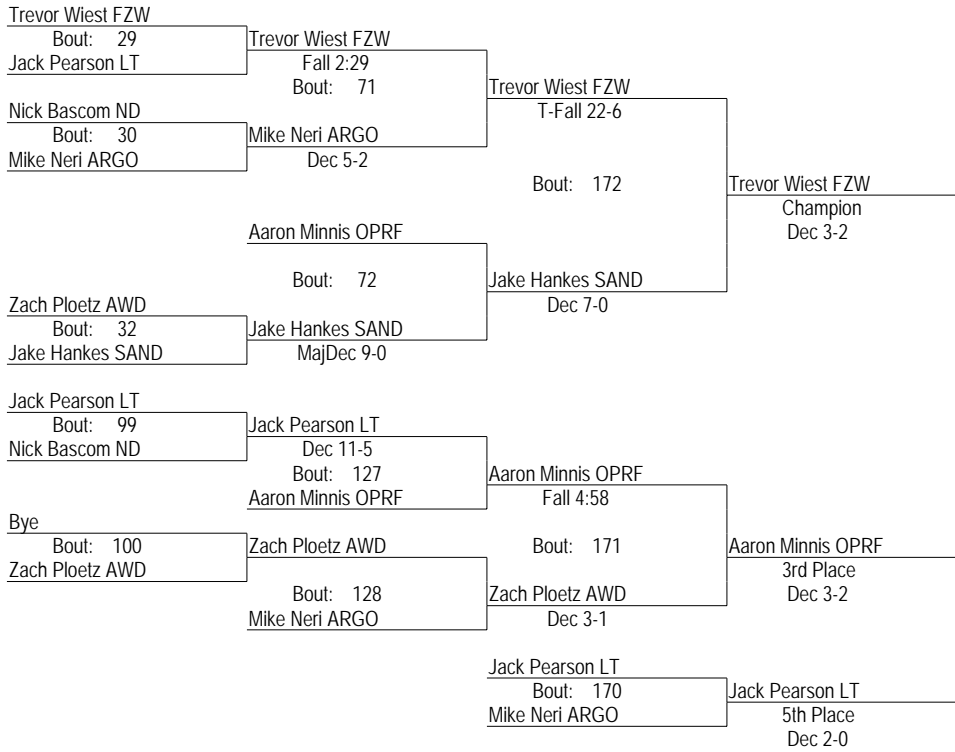 Trevor Wiest FZW
Bout: 29
Trevor Wiest FZW
Jack Pearson LT
Fall 2:29
Bout: 71
Trevor Wiest FZW
Nick Bascom ND
T-Fall 22-6
Bout: 30
Mike Neri ARGO
Mike Neri ARGO
Dec 5-2
Bout: 172
Trevor Wiest FZW
Champion
Aaron Minnis OPRF
Dec 3-2
Bout: 72
Jake Hankes SAND
Zach Ploetz AWD
Dec 7-0
Bout: 32
Jake Hankes SAND
Jake Hankes SAND
MajDec 9-0
Jack Pearson LT
Bout: 99
Jack Pearson LT
Nick Bascom ND
Dec 11-5
Bout: 127
Aaron Minnis OPRF
Aaron Minnis OPRF
Fall 4:58
Bye
Bout: 100
Zach Ploetz AWD
Bout: 171
Aaron Minnis OPRF
Zach Ploetz AWD
3rd Place
Bout: 128
Zach Ploetz AWD
Dec 3-2
Mike Neri ARGO
Dec 3-1
Jack Pearson LT
Bout: 170
Jack Pearson LT
Mike Neri ARGO
5th Place
Dec 2-0